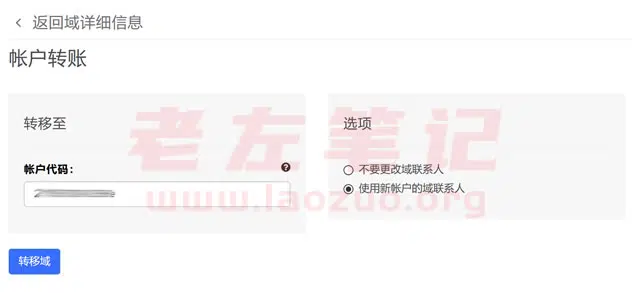 返回域详细信息
帐户转账
转移至
帐户代码：
选项
不要更改域联系人
使用新帐户的域联系人
转移域
老左笔记
www.laozuo.org